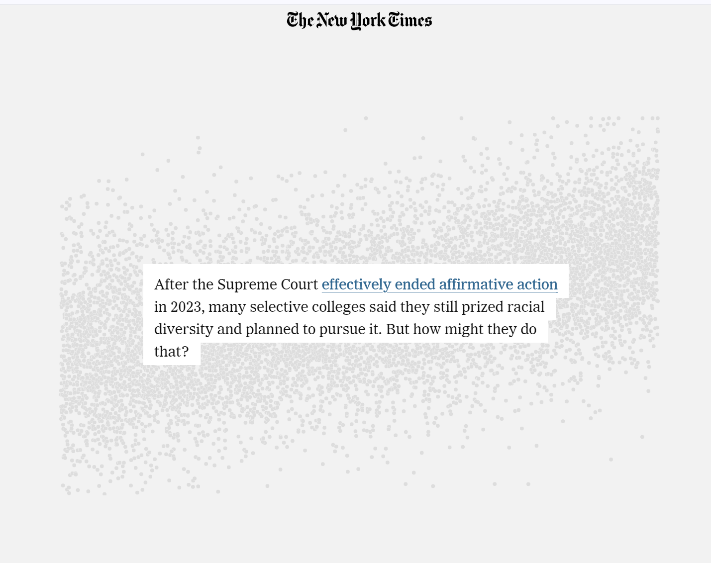 The New York Times
After the Supreme Court effectively ended affirmative action
in 2023, many selective colleges said they still prized racial
diversity and planned to pursue it. But how might they do
that?